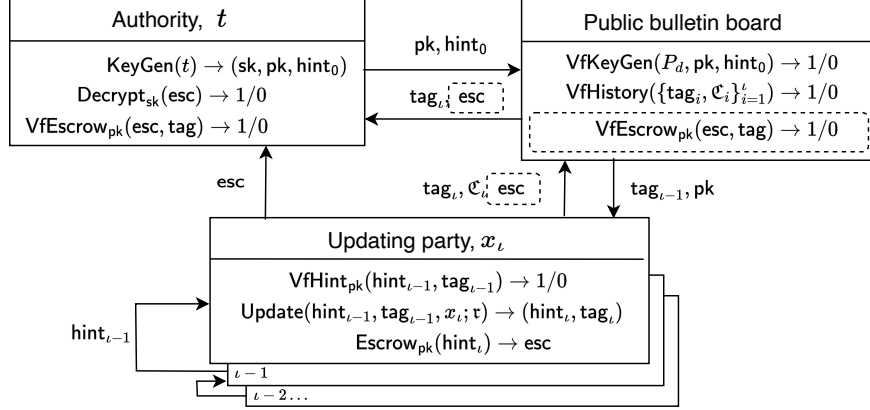 Authority, t
KeyGen(t) → (sk, pk, hint₀)
Decrypt_sk(esc) → 1/0
VfEscrow_pk(esc, tag) → 1/0
pk, hint₀
tag_ι, esc
Public bulletin board
VfKeyGen(P_d, pk, hint₀) → 1/0
VfHistory({tag_i, ℭ_i}^ι_{i=1}) → 1/0
VfEscrow_pk(esc, tag) → 1/0
esc
tag_ι, ℭ_ι, esc
tag_{ι−1}, pk
Updating party, x_ι
VfHint_pk(hint_{ι−1}, tag_{ι−1}) → 1/0
Update(hint_{ι−1}, tag_{ι−1}, x_ι; 𝔯) → (hint_ι, tag_ι)
Escrow_pk(hint_ι) → esc
hint_{ι−1}
ι − 1
ι − 2 …